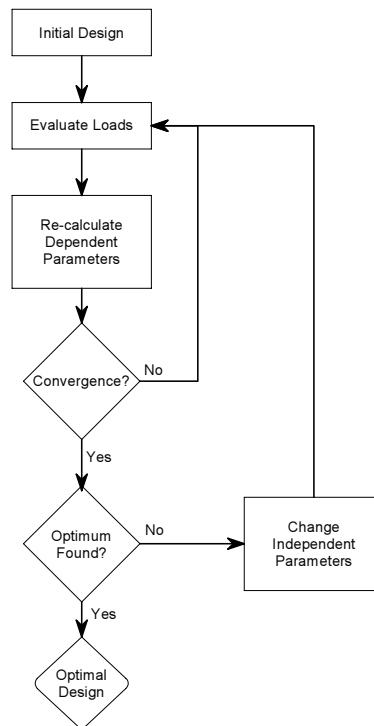 Initial Design
Evaluate Loads
Re-calculate
Dependent
Parameters
Convergence?
No
Yes
Optimum
Found?
No
Change
Independent
Parameters
Yes
Optimal
Design